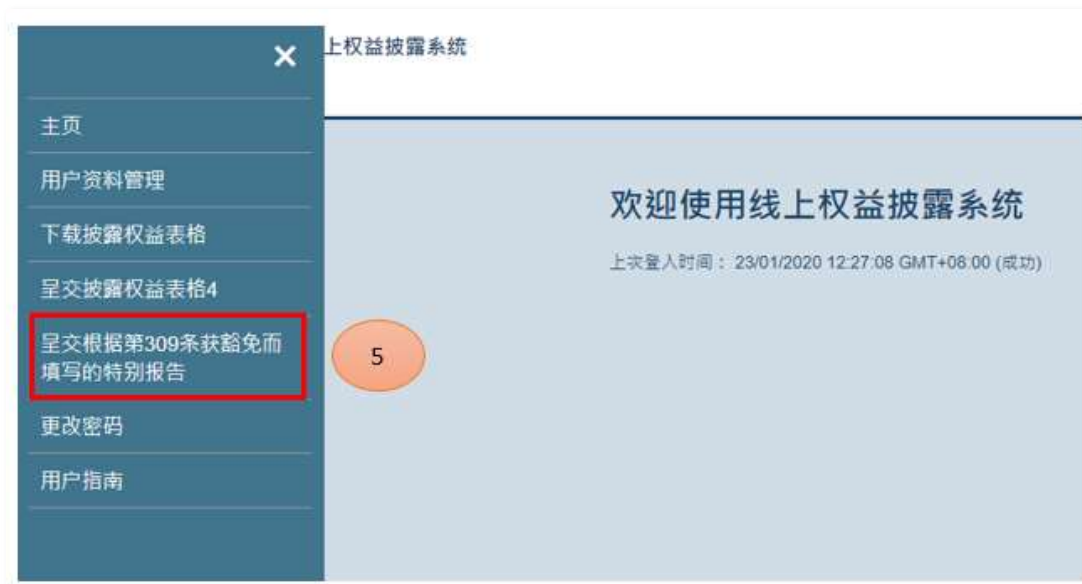 上权益披露系统
主页
用户资料管理
下载披露权益表格
呈交披露权益表格4
呈交根据第309条获豁免而
填写的特别报告
5
更改密码
用户指南
欢迎使用线上权益披露系统
上次登入时间： 23/01/2020 12:27:08 GMT+08:00 (成功)